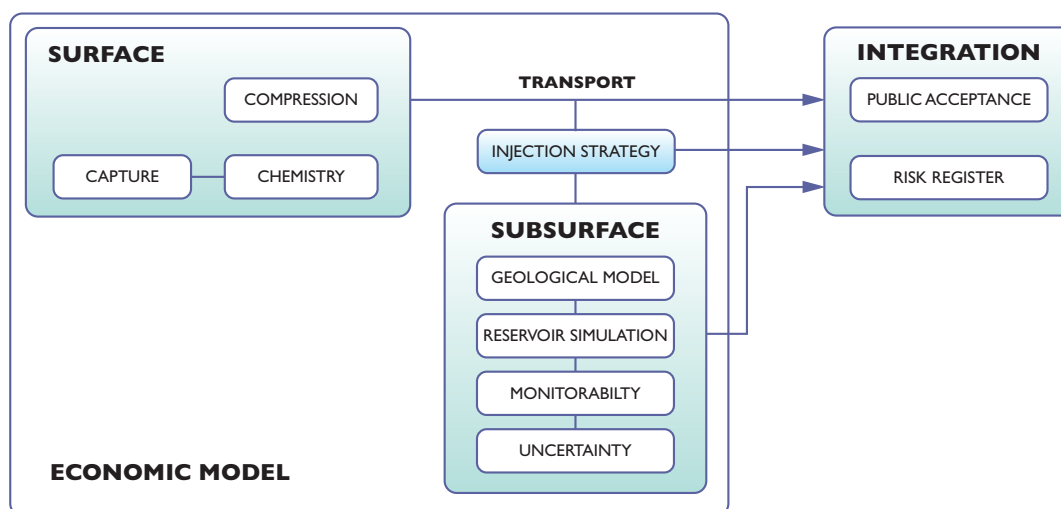 SURFACE
COMPRESSION
CAPTURE
CHEMISTRY
TRANSPORT
INJECTION STRATEGY
SUBSURFACE
GEOLOGICAL MODEL
RESERVOIR SIMULATION
MONITORABILTY
UNCERTAINTY
ECONOMIC MODEL
INTEGRATION
PUBLIC ACCEPTANCE
RISK REGISTER